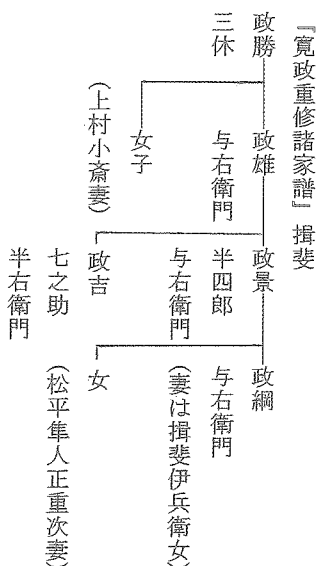 『寛政重修諸家譜』揖斐
政勝
三休
政雄
与右衛門
女子
(上村小斎妻)
政景
半四郎
与右衛門
政吉
七之助
半右衛門
政綱
与右衛門
(妻は揖斐伊兵衛女)
女
(松平隼人正重次妻)